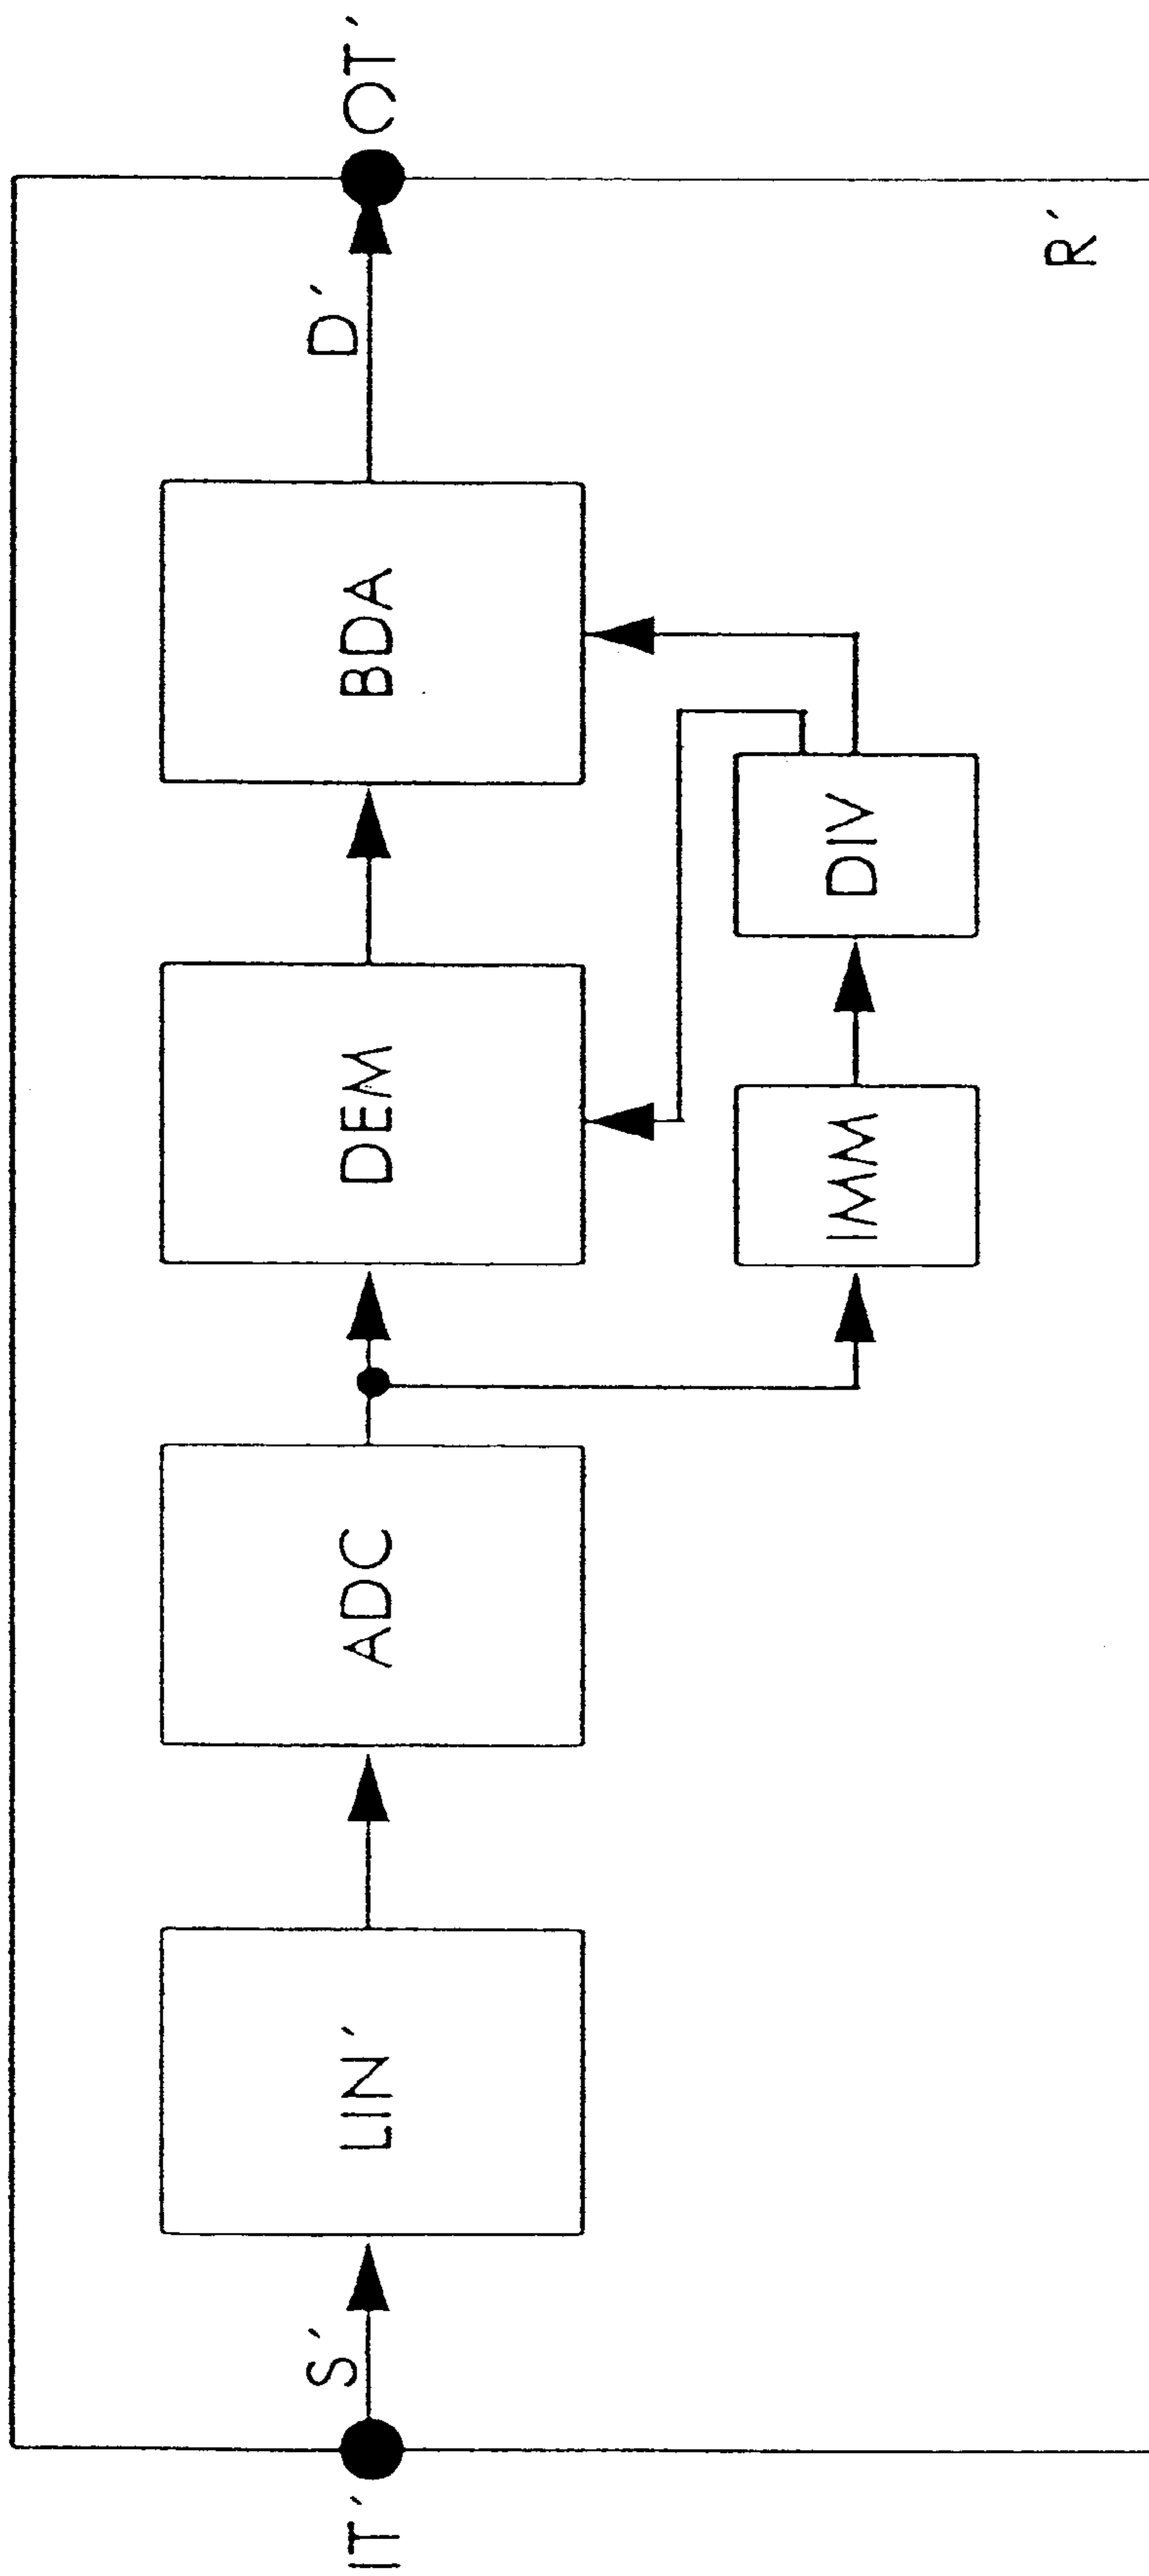 IT′
S′
LIN′
ADC
DEM
BDA
D′
OT′
IMM
DIV
R′